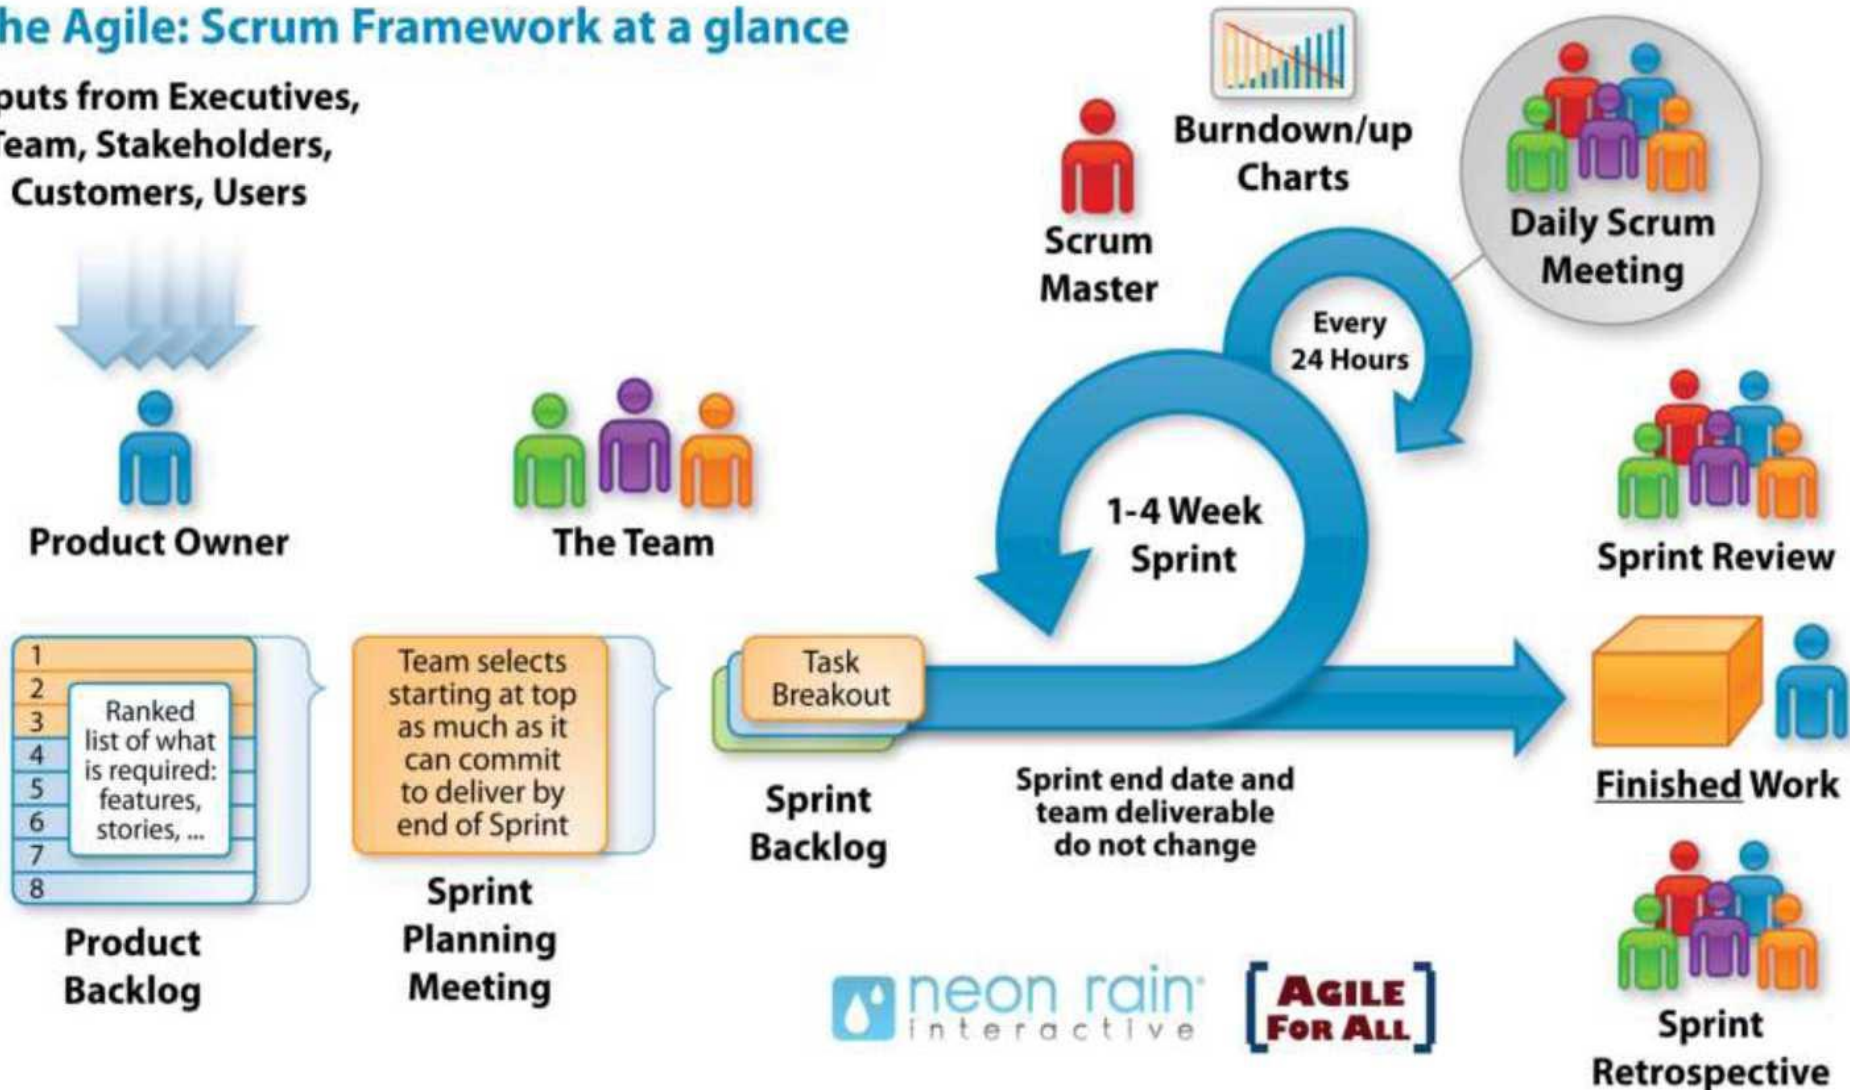 he Agile: Scrum Framework at a glance
puts from Executives,
Team, Stakeholders,
Customers, Users
Product Owner
The Team
Scrum
Master
Burndown/up
Charts
Daily Scrum
Meeting
Every
24 Hours
1-4 Week
Sprint
Sprint Review
1
2
3
4
5
6
7
8
Ranked
list of what
is required:
features,
stories, ...
Product
Backlog
Team selects
starting at top
as much as it
can commit
to deliver by
end of Sprint
Sprint
Planning
Meeting
Task
Breakout
Sprint
Backlog
Sprint end date and
team deliverable
do not change
Finished Work
Sprint
Retrospective
neon rain
interactive
AGILE
FOR ALL